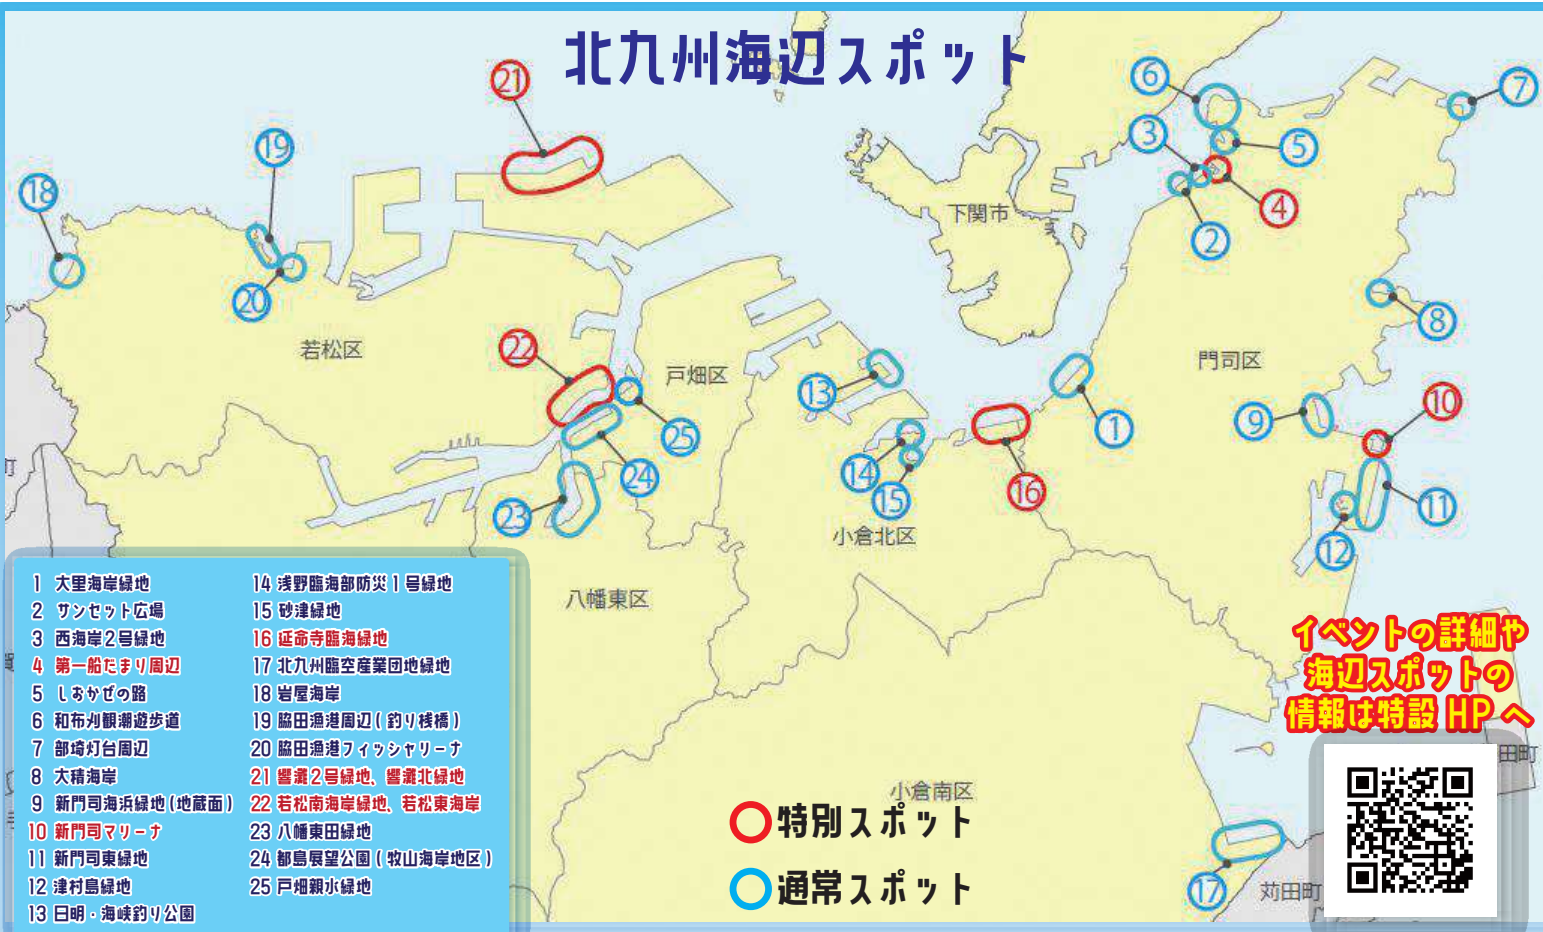 北九州海辺スポット
21
6
7
3
5
19
18
4
下関市
2
20
8
若松区
22
戸畑区
門司区
13
10
9
1
25
14
24
15
16
11
23
小倉北区
12
八幡東区
町
1 大里海岸緑地
2 サンセット広場
3 西海岸2号緑地
4 第一船だまり周辺
5 しおかぜの路
6 和布刈観潮遊歩道
7 部埼灯台周辺
8 大積海岸
9 新門司海浜緑地(地蔵面)
10 新門司マリーナ
11 新門司東緑地
12 津村島緑地
13 日明・海峡釣り公園
14 浅野臨海部防災1号緑地
15 砂津緑地
16 延命寺臨海緑地
17 北九州臨空産業団地緑地
18 岩屋海岸
19 脇田漁港周辺(釣り桟橋)
20 脇田漁港フィッシャリーナ
21 響灘2号緑地、響灘北緑地
22 若松南海岸緑地、若松東海岸
23 八幡東田緑地
24 都島展望公園(牧山海岸地区)
25 戸畑親水緑地
イベントの詳細や
海辺スポットの
情報は特設 HP へ
田町
小倉南区
特別スポット
通常スポット
17
苅田町